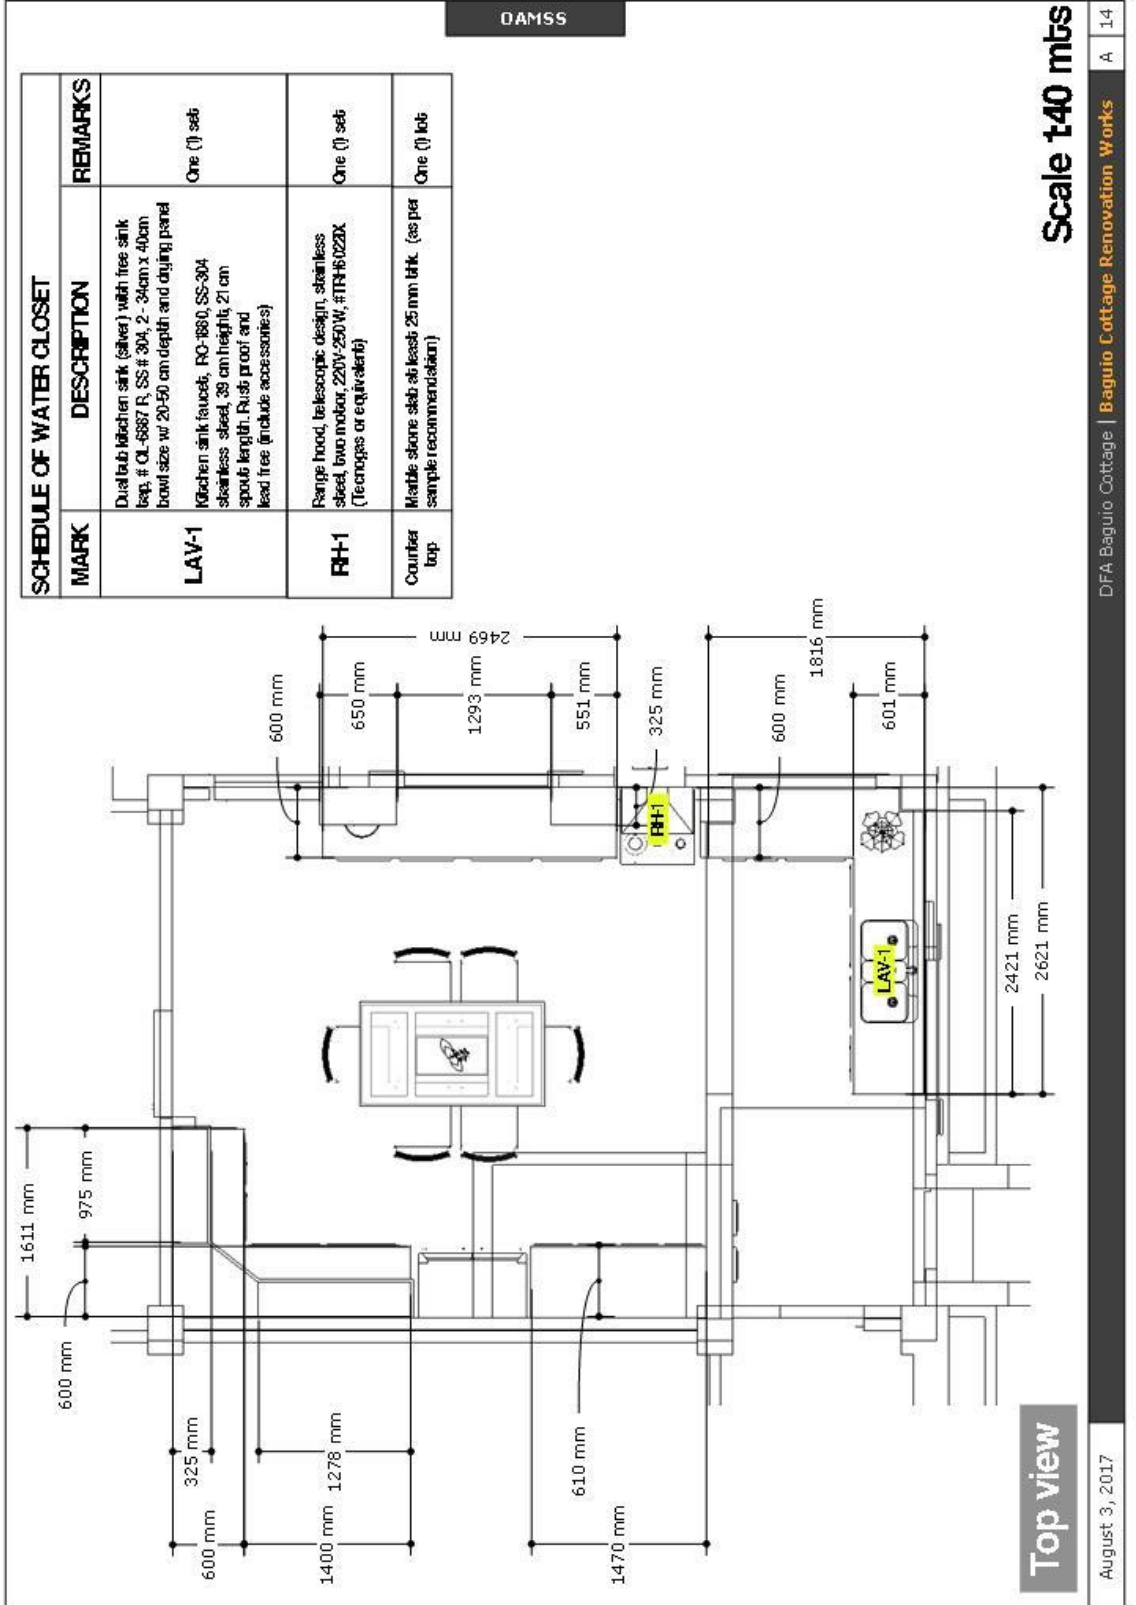 OAMSS
SCHEDULE OF WATER CLOSET
MARK DESCRIPTION REMARKS
LAV-1
Dual tub kitchen sink (silver) with free sink
tap, # OL-6867 R, SS # 304, 2 - 34cm x 40cm
bowl size w/ 20-50 cm depth and drying panel
Kitchen sink faucet, RO-1660, SS-304
stainless steel, 39 cm height, 21 cm
spout length. Rust proof and
lead free (include accessories)
One (1) set
RH-1
Range hood, telescopic design, stainless
steel, two motor, 220V-250W, #TRH6022IX
(Tecnogas or equivalent)
One (1) set
Counter
top
Marble stone slab at least 25 mm thk. (as per
sample recommendation)
One (1) lot
1611 mm
975 mm
600 mm
325 mm
600 mm
1278 mm
1400 mm
610 mm
1470 mm
600 mm
650 mm
2469 mm
1293 mm
551 mm
325 mm
600 mm
1816 mm
601 mm
2421 mm
2621 mm
RH-1
LAV-1
Top view
Scale 1:40 mts
August 3, 2017
DFA Baguio Cottage | Baguio Cottage Renovation Works
A 14